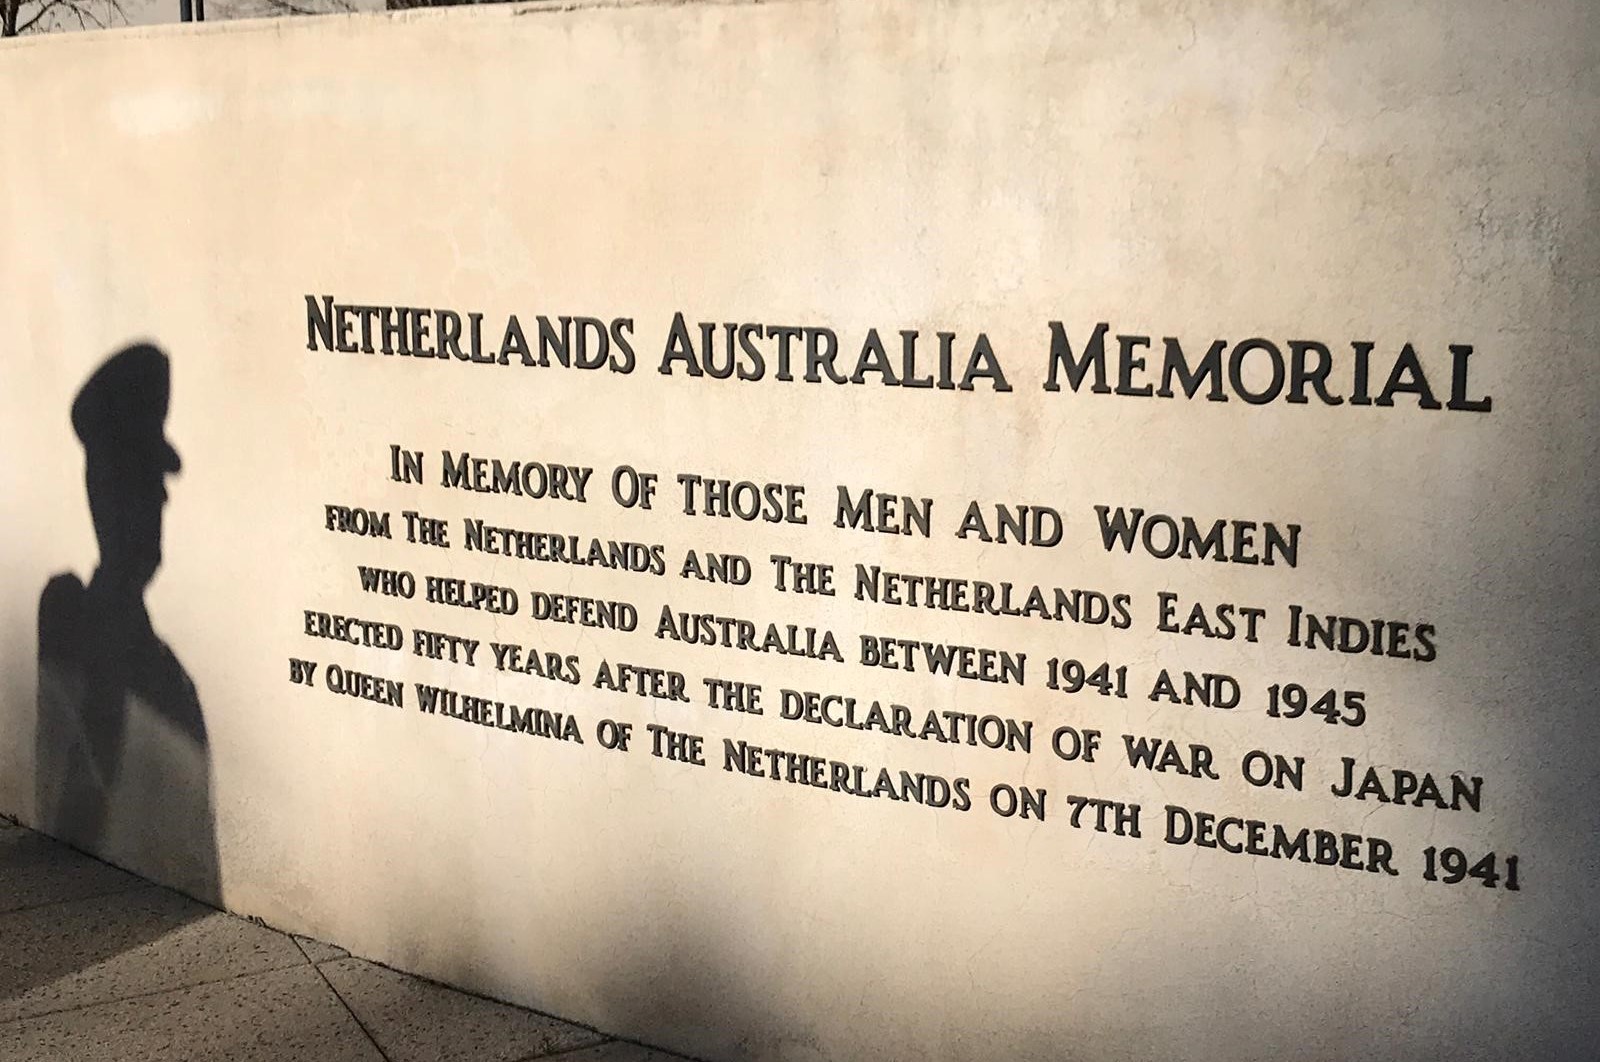 NETHERLANDS AUSTRALIA MEMORIAL
IN MEMORY OF THOSE MEN AND WOMEN
FROM THE NETHERLANDS AND THE NETHERLANDS EAST INDIES
WHO HELPED DEFEND AUSTRALIA BETWEEN 1941 AND 1945
ERECTED FIFTY YEARS AFTER THE DECLARATION OF WAR ON JAPAN
BY QUEEN WILHELMINA OF THE NETHERLANDS ON 7TH DECEMBER 1941